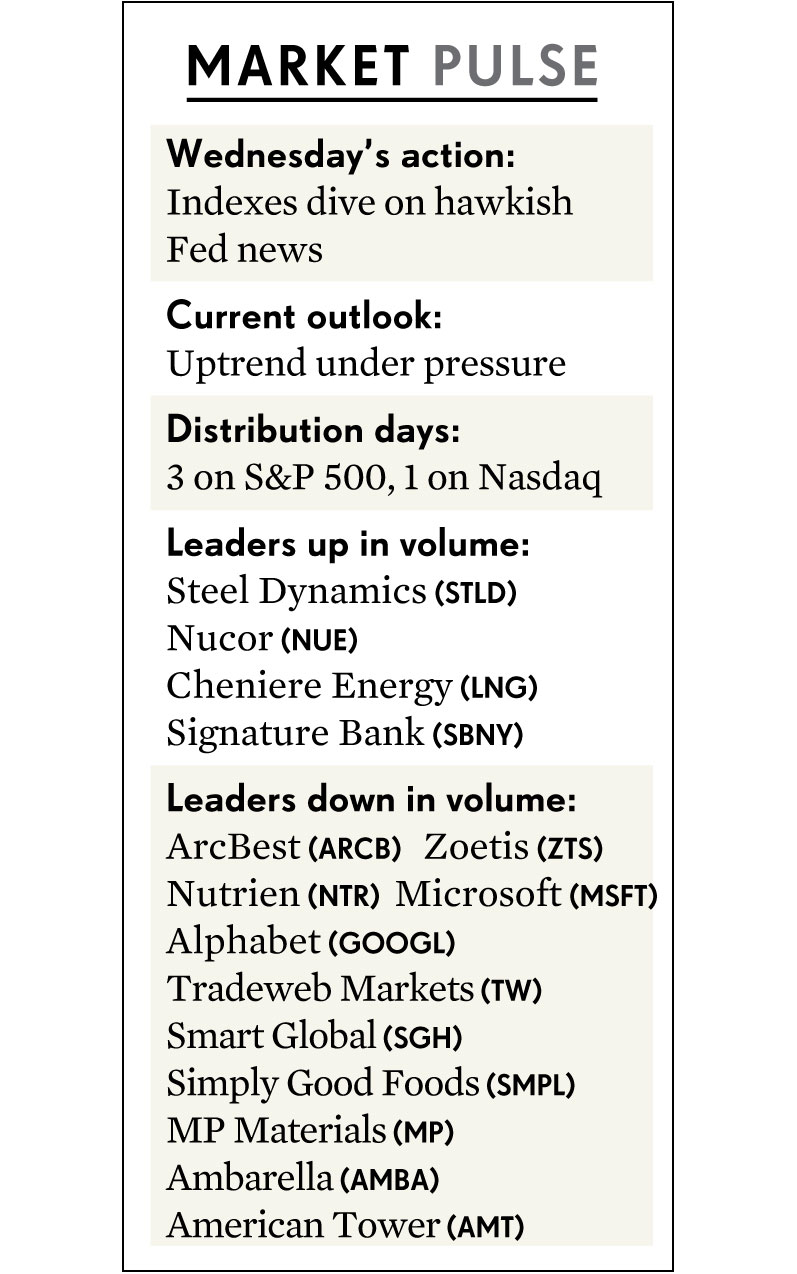 MARKET PULSE
Wednesday’s action:
Indexes dive on hawkish
Fed news
Current outlook:
Uptrend under pressure
Distribution days:
3 on S&P 500, 1 on Nasdaq
Leaders up in volume:
Steel Dynamics (STLD)
Nucor (NUE)
Cheniere Energy (LNG)
Signature Bank (SBNY)
Leaders down in volume:
ArcBest (ARCB) Zoetis (ZTS)
Nutrien (NTR) Microsoft (MSFT)
Alphabet (GOOGL)
Tradeweb Markets (TW)
Smart Global (SGH)
Simply Good Foods (SMPL)
MP Materials (MP)
Ambarella (AMBA)
American Tower (AMT)